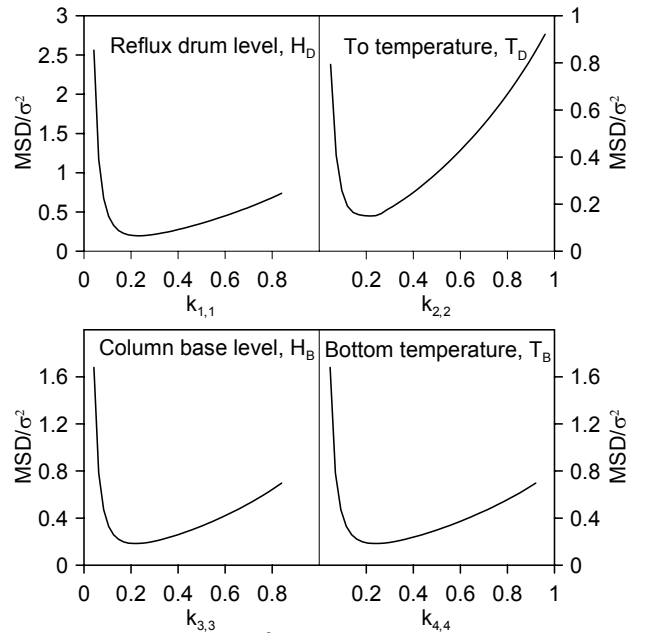 3
2.5
2
1.5
1
0.5
0
MSD/σ²
Reflux drum level, H_D
To temperature, T_D
1
0.8
0.6
0.4
0.2
0
MSD/σ²
0 0.2 0.4 0.6 0.8
k_1,1
0 0.2 0.4 0.6 0.8 1
k_2,2
1.6
1.2
0.8
0.4
0
MSD/σ²
Column base level, H_B
Bottom temperature, T_B
1.6
1.2
0.8
0.4
0
MSD/σ²
0 0.2 0.4 0.6 0.8
k_3,3
0 0.2 0.4 0.6 0.8 1
k_4,4